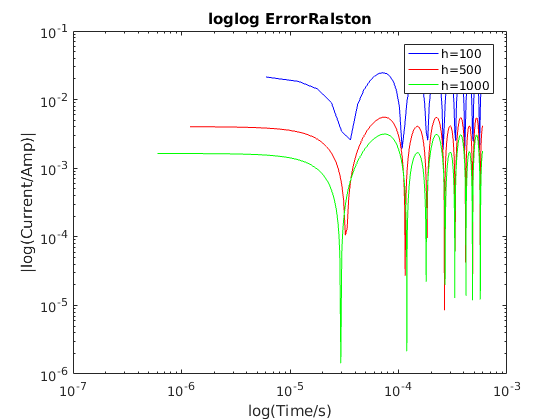 loglog ErrorRalston
10^-1
10^-2
10^-3
10^-4
10^-5
10^-6
|log(Current/Amp)|
h=100
h=500
h=1000
10^-7
10^-6
10^-5
10^-4
10^-3
log(Time/s)